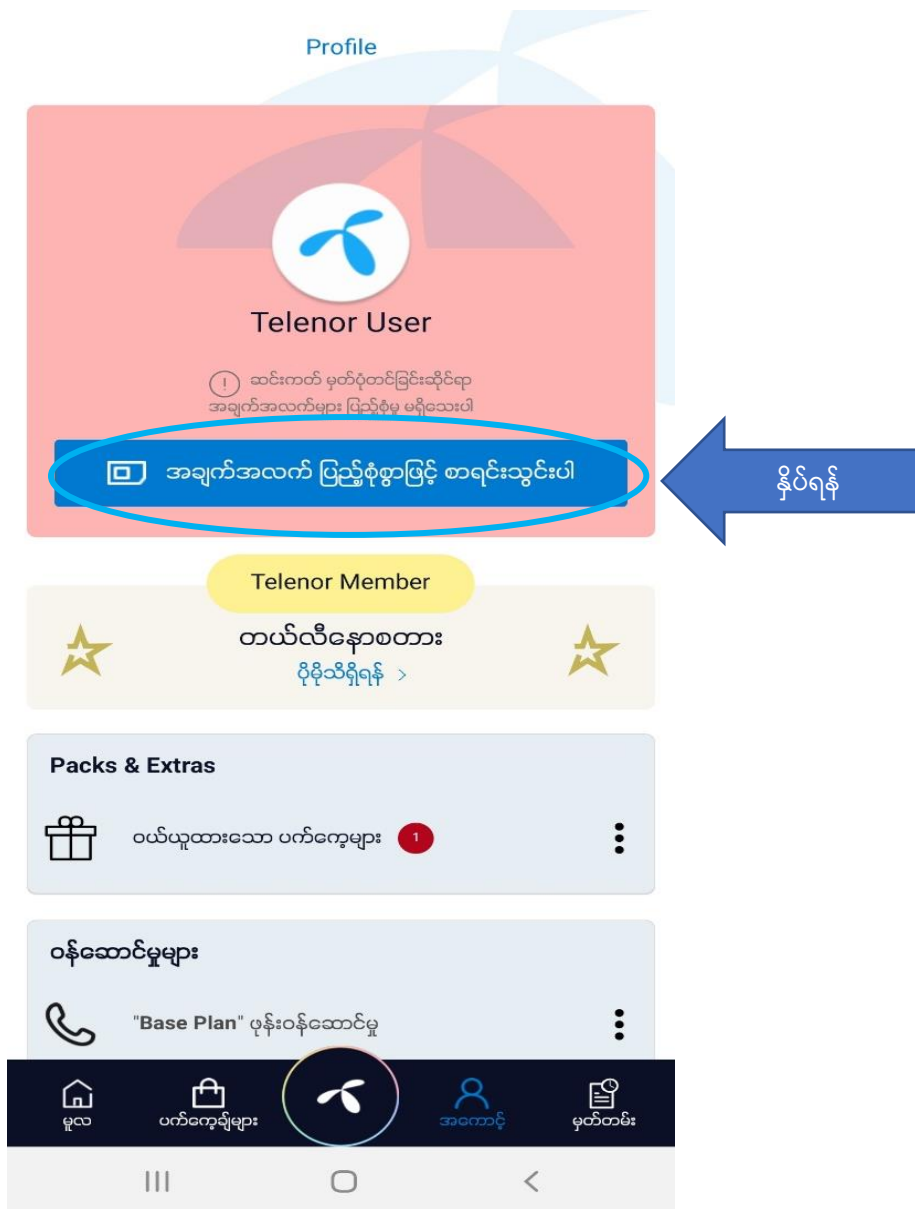 Profile
Telenor User
ဆင်းကတ် မှတ်ပုံတင်ခြင်းဆိုင်ရာ
အချက်အလက်များ ပြည့်စုံမှု မရှိသေးပါ
အချက်အလက် ပြည့်စုံစွာဖြင့် စာရင်းသွင်းပါ
နှိပ်ရန်
Telenor Member
တယ်လီနောစတား
ပိုမိုသိရှိရန် >
Packs & Extras
ဝယ်ယူထားသော ပက်ကေ့များ 1
ဝန်ဆောင်မှုများ
"Base Plan" ဖုန်းဝန်ဆောင်မှု
မူလ ပက်ကေ့ခ်ျများ အကောင့် မှတ်တမ်း